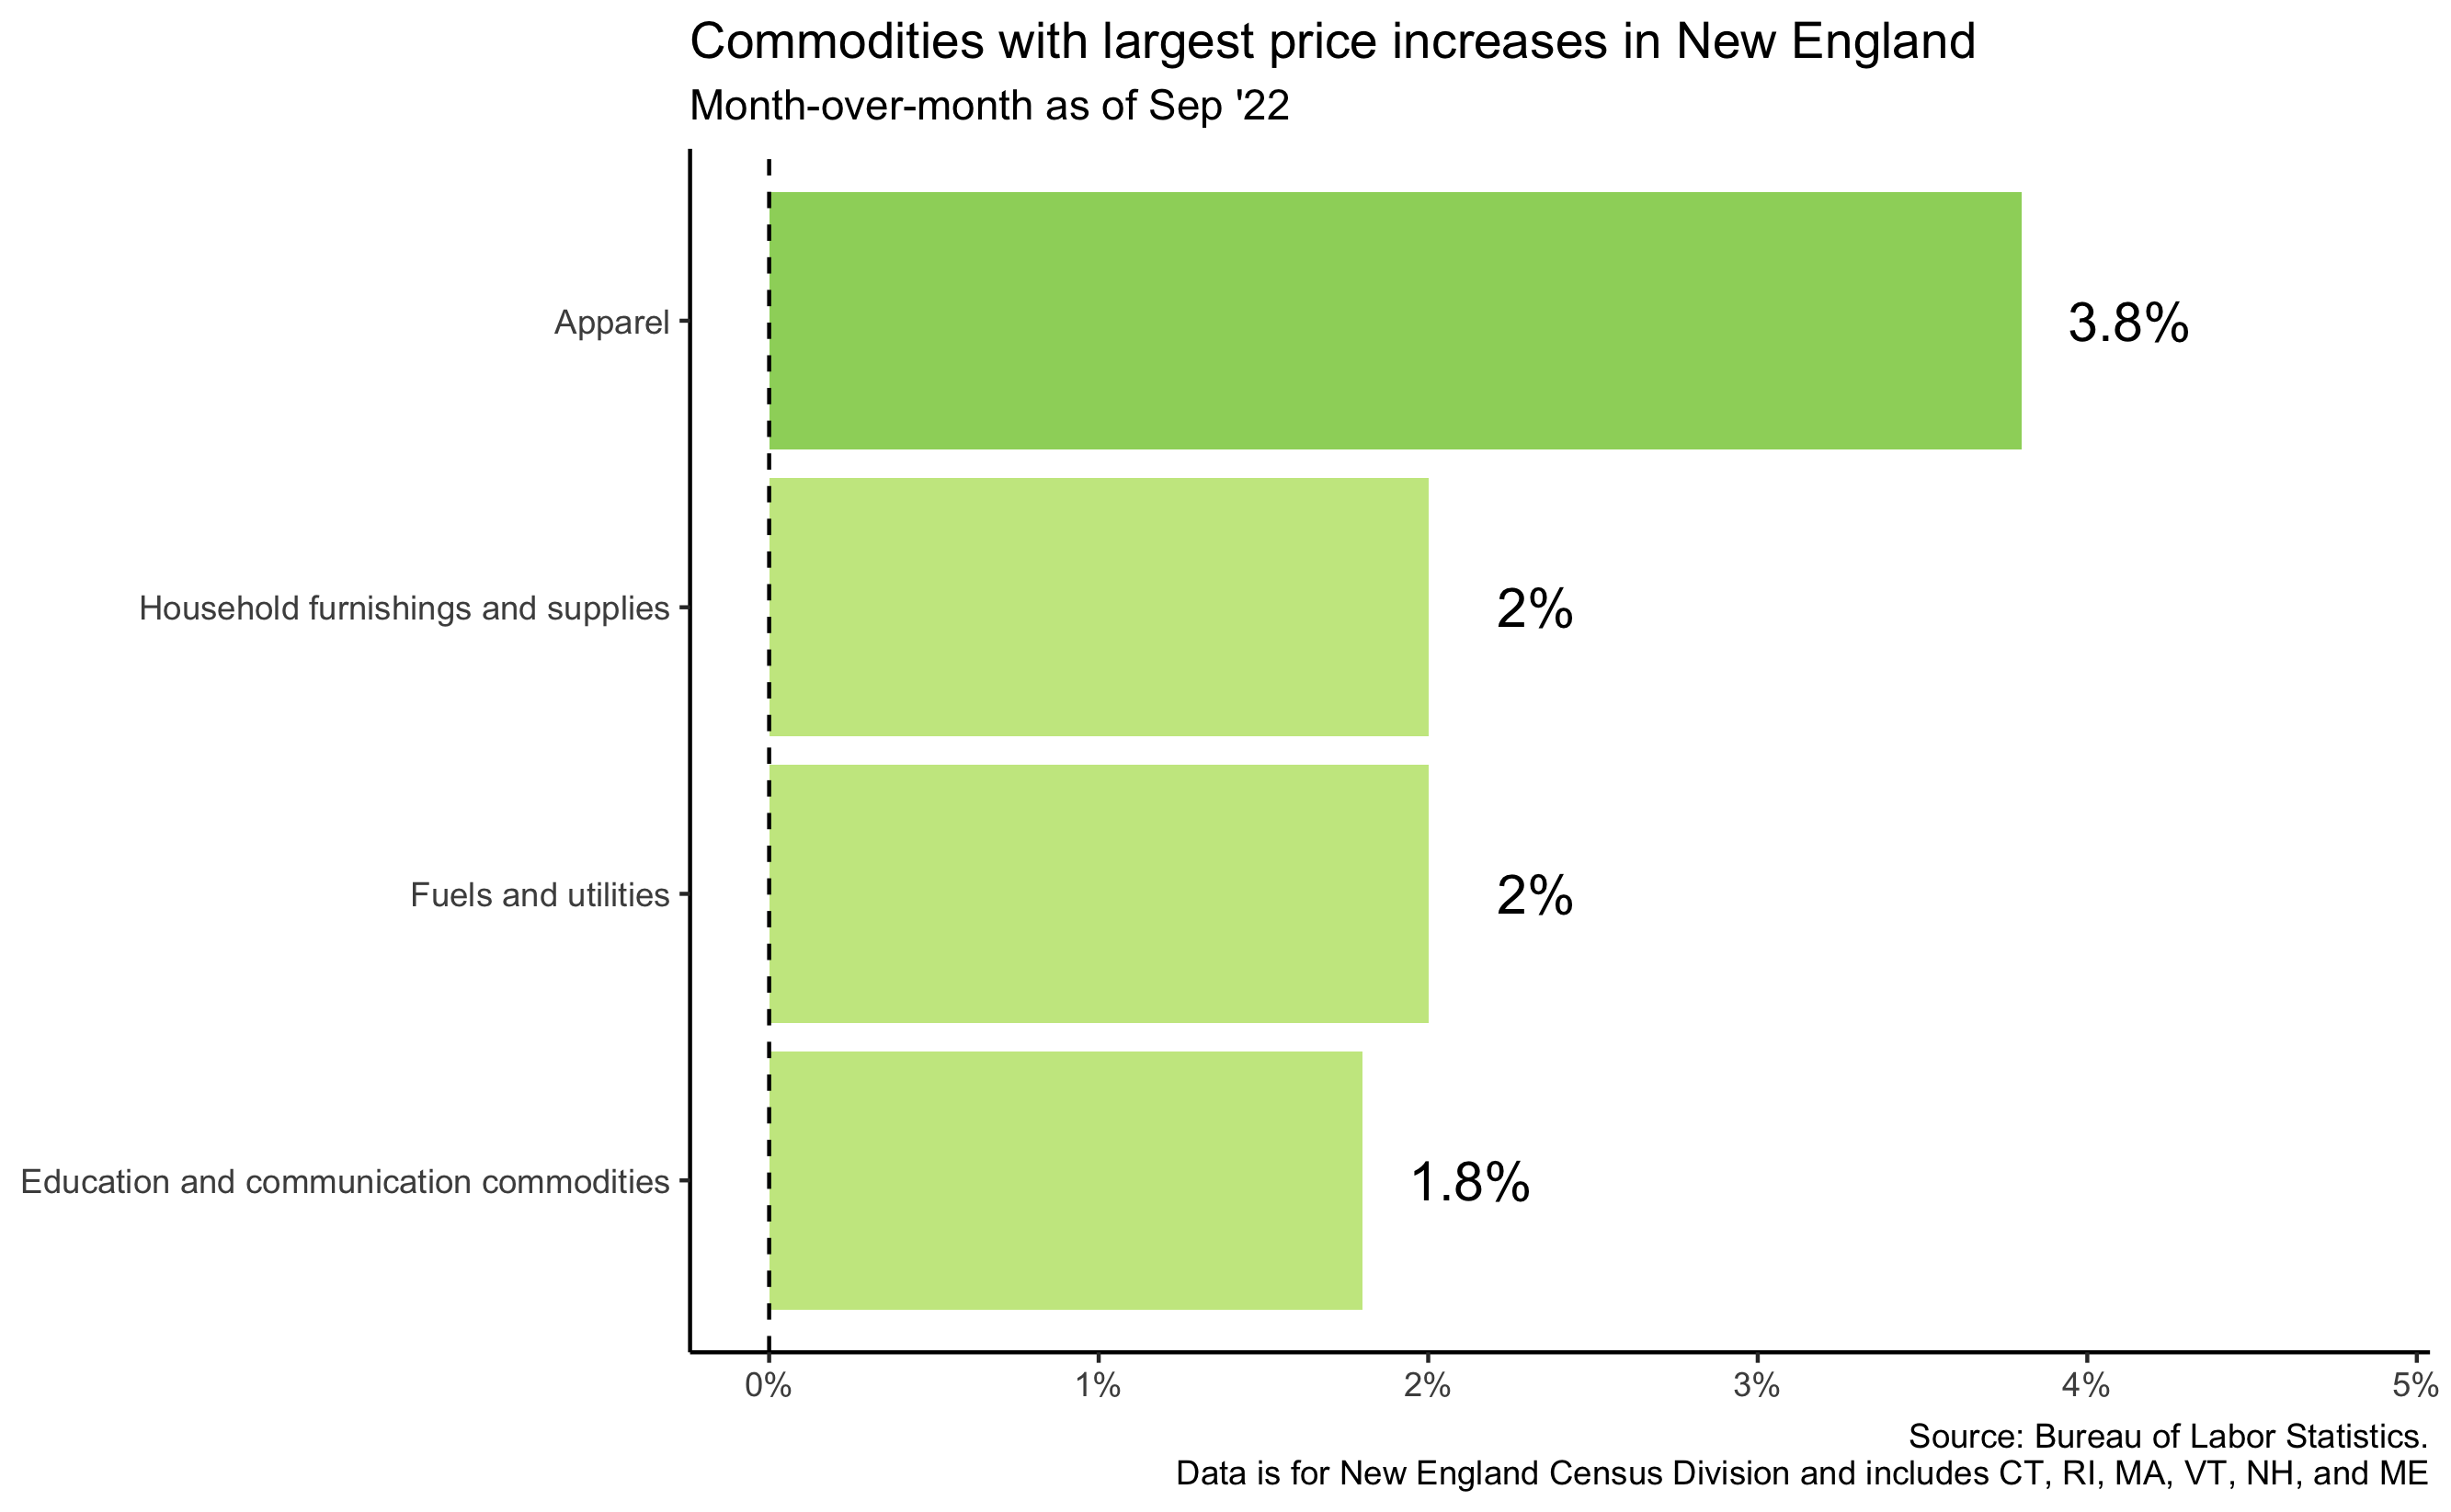 Commodities with largest price increases in New England
Month-over-month as of Sep '22
Apparel
3.8%
Household furnishings and supplies
2%
Fuels and utilities
2%
Education and communication commodities
1.8%
0% 1% 2% 3% 4% 5%
Source: Bureau of Labor Statistics.
Data is for New England Census Division and includes CT, RI, MA, VT, NH, and ME